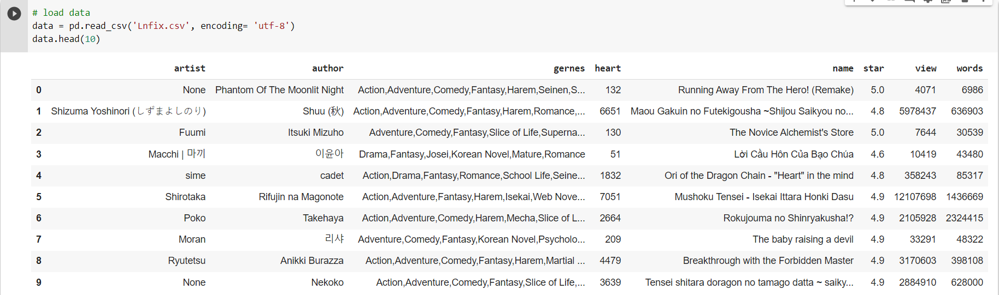 # load data
data = pd.read_csv('Lnfix.csv', encoding= 'utf-8')
data.head(10)
artist author gernes heart name star view words
0 None Phantom Of The Moonlit Night Action,Adventure,Comedy,Fantasy,Harem,Seinen,S... 132 Running Away From The Hero! (Remake) 5.0 4071 6986
1 Shizuma Yoshinori (しずまよしのり) Shuu (秋) Action,Adventure,Comedy,Fantasy,Harem,Romance,... 6651 Maou Gakuin no Futekigousha ~Shijou Saikyou no... 4.8 5978437 636903
2 Fuumi Itsuki Mizuho Adventure,Comedy,Fantasy,Slice of Life,Superna... 130 The Novice Alchemist's Store 5.0 7644 30539
3 Macchi | 마끼 이윤아 Drama,Fantasy,Josei,Korean Novel,Mature,Romance 51 Lời Cầu Hôn Của Bạo Chúa 4.6 10419 43480
4 sime cadet Action,Drama,Fantasy,Romance,School Life,Seine... 1832 Ori of the Dragon Chain - "Heart" in the mind 4.8 358243 85317
5 Shirotaka Rifujin na Magonote Action,Adventure,Fantasy,Harem,Isekai,Web Nove... 7051 Mushoku Tensei - Isekai Ittara Honki Dasu 4.9 12107698 1436669
6 Poko Takehaya Action,Adventure,Comedy,Harem,Mecha,Slice of L... 2664 Rokujouma no Shinryakusha!? 4.9 2105928 2324415
7 Moran 리샤 Adventure,Comedy,Fantasy,Korean Novel,Psycholo... 209 The baby raising a devil 4.9 33291 48322
8 Ryutetsu Anikki Burazza Action,Adventure,Comedy,Fantasy,Harem,Martial ... 4479 Breakthrough with the Forbidden Master 4.9 3170603 398108
9 None Nekoko Action,Adventure,Comedy,Fantasy,Slice of Life,... 3639 Tensei shitara doragon no tamago datta ~ saiky... 4.9 2884910 628000